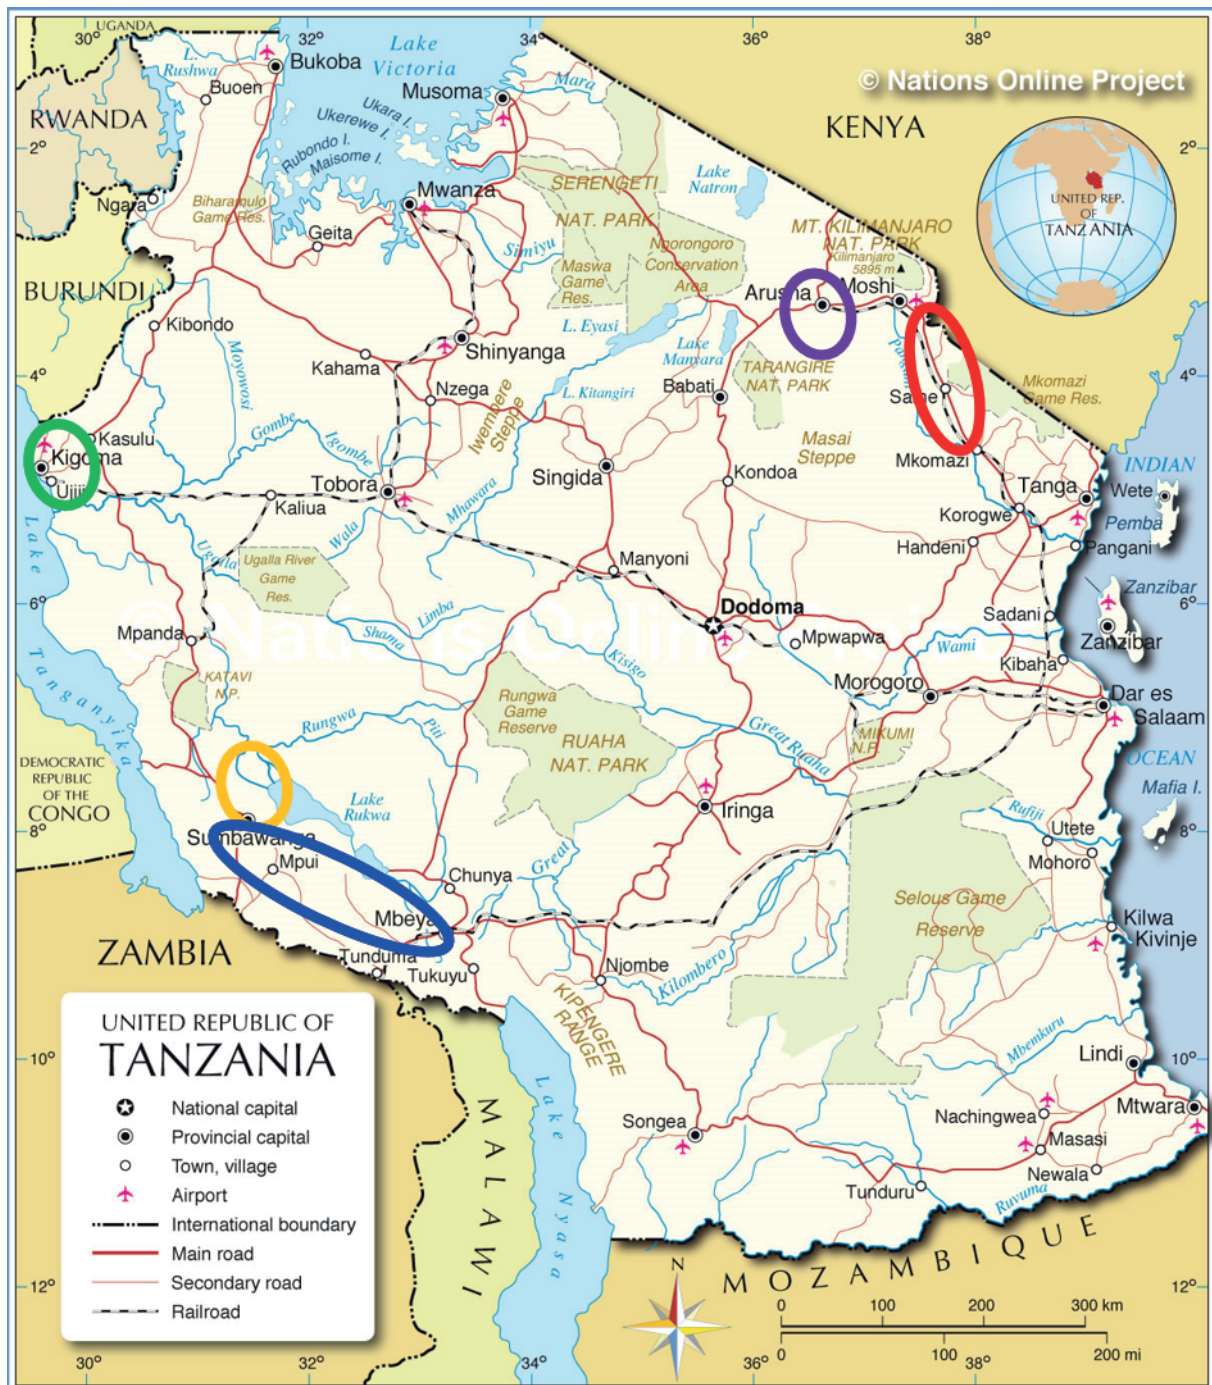 UGANDA
30°
32°
34°
36°
38°
Lake
Victoria
L.
Rushwa
Bukoba
Buoen
Musoma
Mara
© Nations Online Project
RWANDA
Ukara I.
Ukerewe I.
Rubondo I.
Maisome I.
KENYA
2°
2°
Lake
Natron
SERENGETI
NAT. PARK
Mwanza
Ngara
Biharamulo
Game Res.
Geita
Simiyu
Maswa
Game
Res.
Ngorongoro
Conservation
Area
MT. KILIMANJARO
NAT. PARK
Kilimanjaro
5895 m
UNITED REP.
OF
TANZANIA
BURUNDI
Arusha
Moshi
Kibondo
Moyowosi
L. Eyasi
Shinyanga
Kahama
Lake
Manyara
Pangani
TARANGIRE
NAT. PARK
4°
4°
Nzega
L. Kitangiri
Babati
Same
Mkomazi
Game Res.
Iwembere
Steppe
Masai
Steppe
Kasulu
Gombe
Igombe
Kigoma
Ujiji
Mkomazi
INDIAN
Tobora
Singida
Kondoa
Tanga
Wete
Kaliua
Mhawara
Wala
Korogwe
Pemba
Handeni
Pangani
Lake
Tanganyika
Ugalla
Ugalla River
Game
Res.
Manyoni
Zanzibar
6°
6°
© Nations Online Project
Limba
Dodoma
Sadani
Mpanda
Shama
Mpwapwa
Wami
Zanzibar
Kisigo
Kibaha
KATAVI
N.P.
Rungwa
Game
Reserve
Morogoro
Dar es
Salaam
Rungwa
Piti
Great Ruaha
MIKUMI
N.P.
RUAHA
NAT. PARK
OCEAN
DEMOCRATIC
REPUBLIC
OF THE
CONGO
Lake
Rukwa
Iringa
Mafia I.
Rufiji
8°
8°
Sumbawanga
Utete
Mpui
Great
Mohoro
Chunya
Selous Game
Reserve
Mbeya
Kilwa
Kivinje
ZAMBIA
Tunduma
Tukuyu
Njombe
Kilombero
KIPENGERE
RANGE
UNITED REPUBLIC OF
TANZANIA
National capital
Provincial capital
Town, village
Airport
International boundary
Main road
Secondary road
Railroad
Mbemkuru
10°
10°
Lindi
Lake Nyasa
MALAWI
Songea
Nachingwea
Mtwara
Masasi
Newala
Tunduru
Ruvuma
MOZAMBIQUE
N
12°
12°
0 100 200 300 km
0 100 200 mi
30°
32°
34°
36°
38°